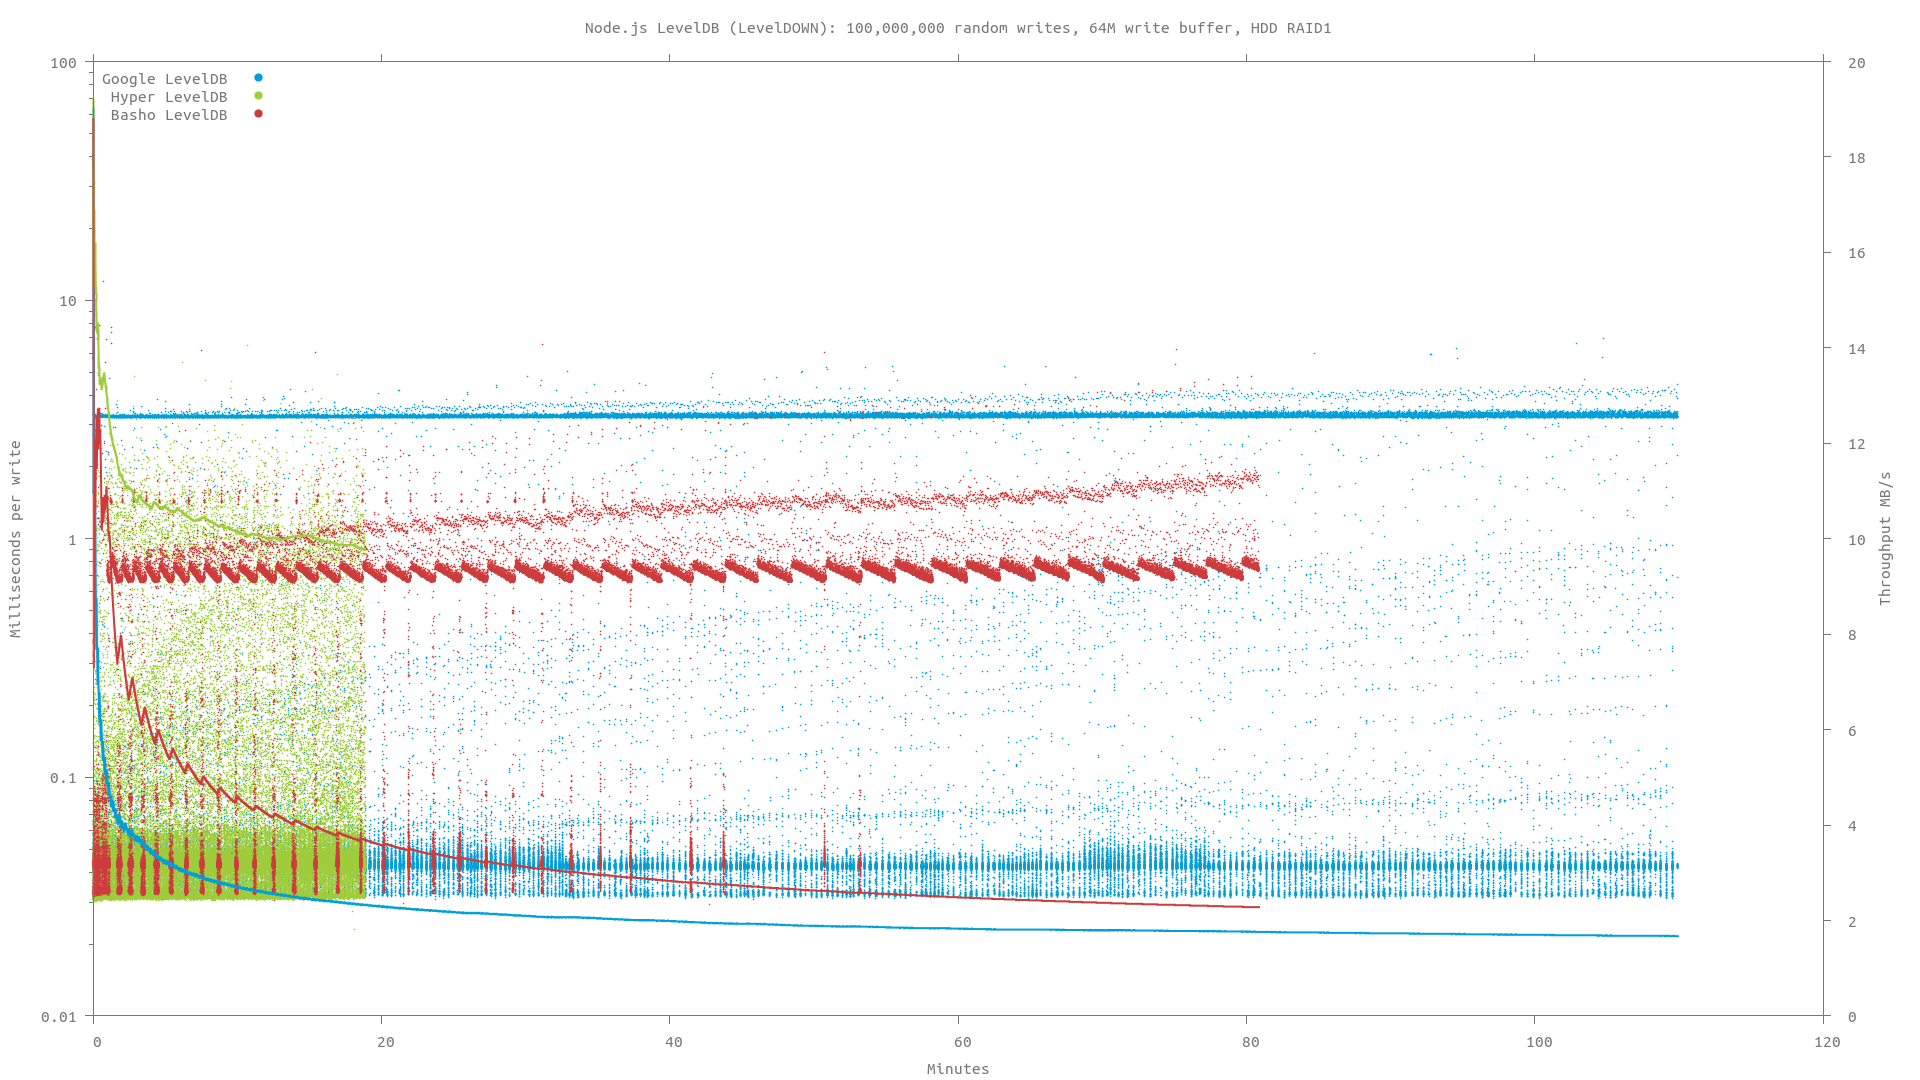 Node.js LevelDB (LevelDOWN): 100,000,000 random writes, 64M write buffer, HDD RAID1
Google LevelDB
Hyper LevelDB
Basho LevelDB
100
10
1
0.1
0.01
Milliseconds per write
20
18
16
14
12
10
8
6
4
2
0
Throughput MB/s
0 20 40 60 80 100 120
Minutes